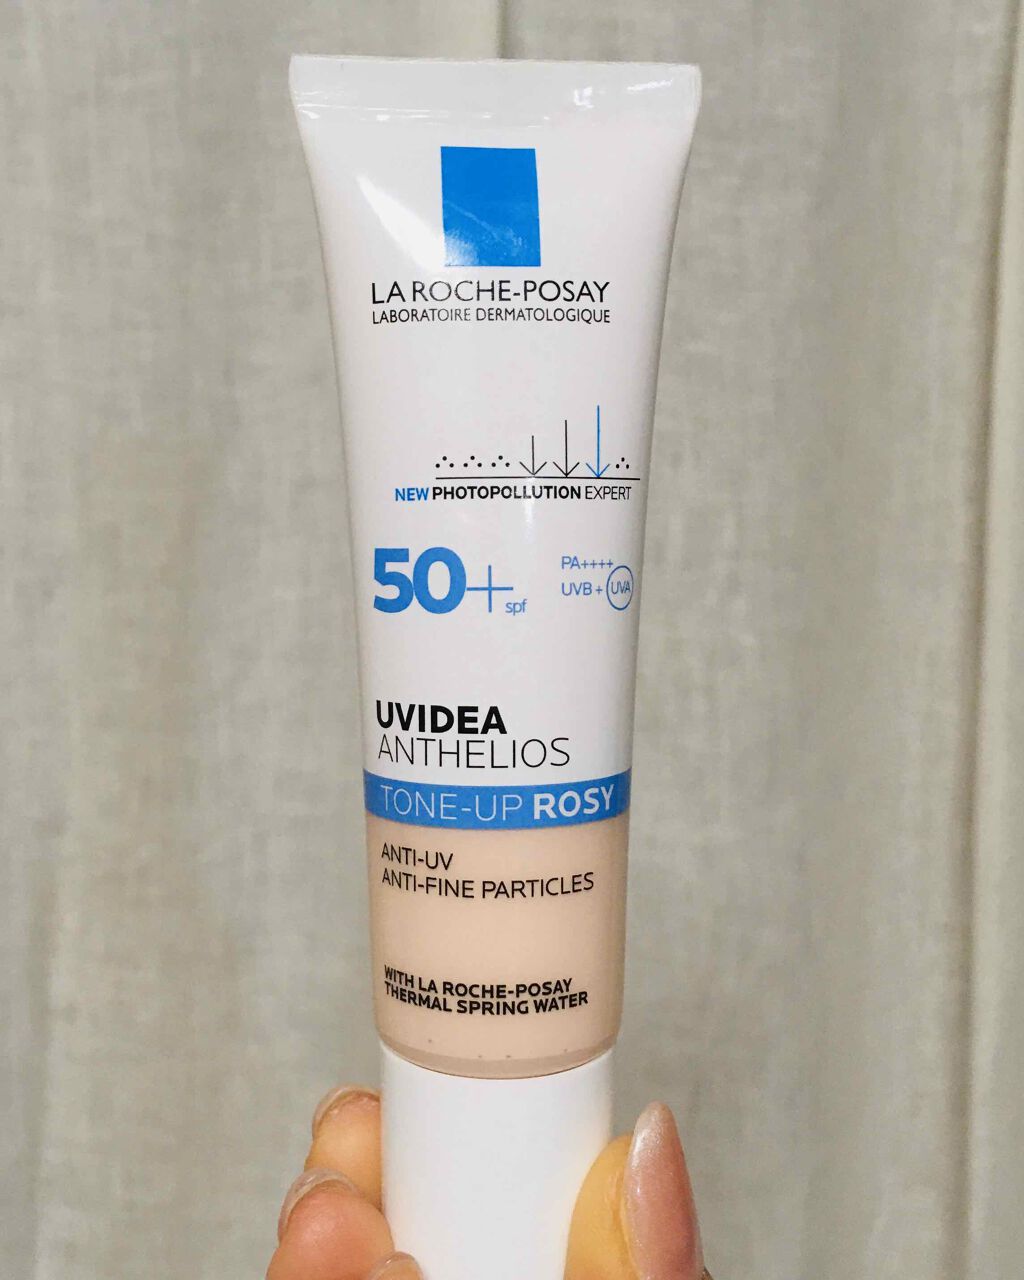 LA ROCHE-POSAY
LABORATOIRE DERMATOLOGIQUE
NEW PHOTOPOLLUTION EXPERT
50+ spf
PA++++
UVB + UVA
UVIDEA
ANTHELIOS
TONE-UP ROSY
ANTI-UV
ANTI-FINE PARTICLES
WITH LA ROCHE-POSAY
THERMAL SPRING WATER